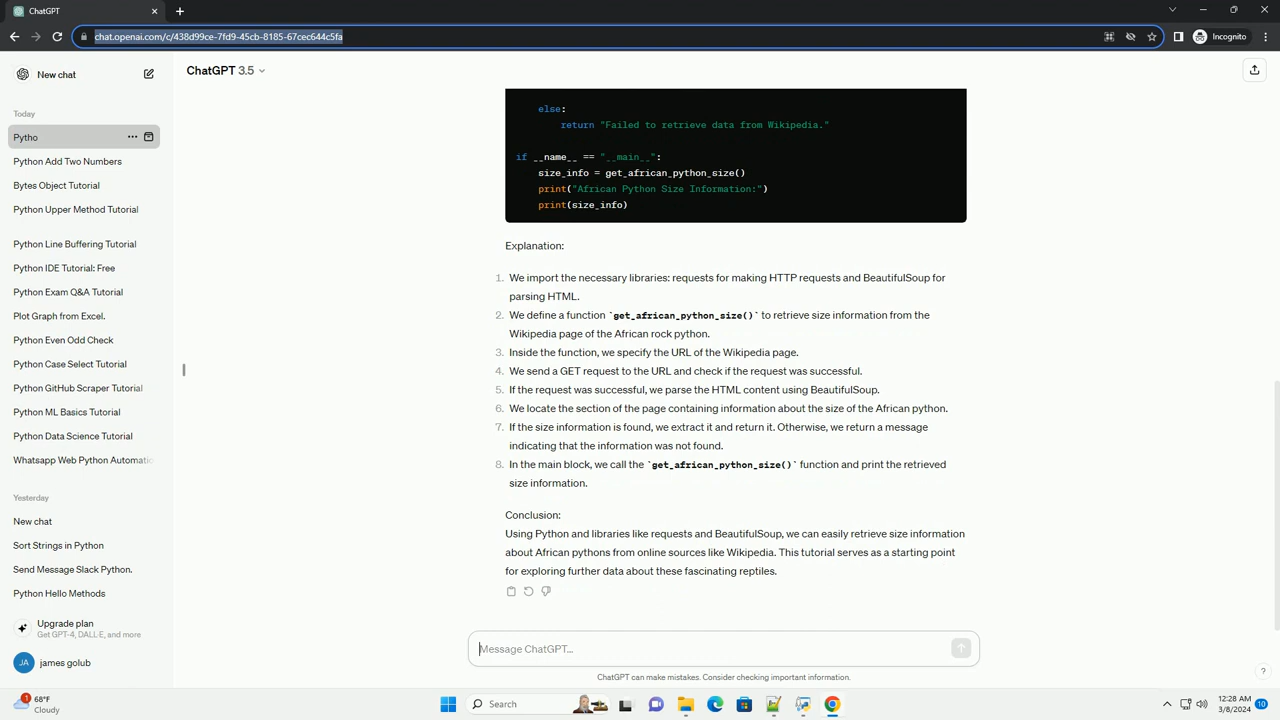 ChatGPT
chat.openai.com/c/438d99ce-7fd9-45cb-8185-67cec644c5fa
Incognito
New chat
ChatGPT 3.5
Today
Pytho
Python Add Two Numbers
Bytes Object Tutorial
Python Upper Method Tutorial
Python Line Buffering Tutorial
Python IDE Tutorial: Free
Python Exam Q&A Tutorial
Plot Graph from Excel.
Python Even Odd Check
Python Case Select Tutorial
Python GitHub Scraper Tutorial
Python ML Basics Tutorial
Python Data Science Tutorial
Whatsapp Web Python Automatio
Yesterday
New chat
Sort Strings in Python
Send Message Slack Python.
Python Hello Methods
Upgrade plan
Get GPT-4, DALL·E, and more
JA james golub
else:
return "Failed to retrieve data from Wikipedia."
if __name__ == "__main__":
size_info = get_african_python_size()
print("African Python Size Information:")
print(size_info)
Explanation:
1. We import the necessary libraries: requests for making HTTP requests and BeautifulSoup for
parsing HTML.
2. We define a function `get_african_python_size()` to retrieve size information from the
Wikipedia page of the African rock python.
3. Inside the function, we specify the URL of the Wikipedia page.
4. We send a GET request to the URL and check if the request was successful.
5. If the request was successful, we parse the HTML content using BeautifulSoup.
6. We locate the section of the page containing information about the size of the African python.
7. If the size information is found, we extract it and return it. Otherwise, we return a message
indicating that the information was not found.
8. In the main block, we call the `get_african_python_size()` function and print the retrieved
size information.
Conclusion:
Using Python and libraries like requests and BeautifulSoup, we can easily retrieve size information
about African pythons from online sources like Wikipedia. This tutorial serves as a starting point
for exploring further data about these fascinating reptiles.
Message ChatGPT...
ChatGPT can make mistakes. Consider checking important information.
?
1
68°F
Cloudy
Search
12:28 AM
3/8/2024
10